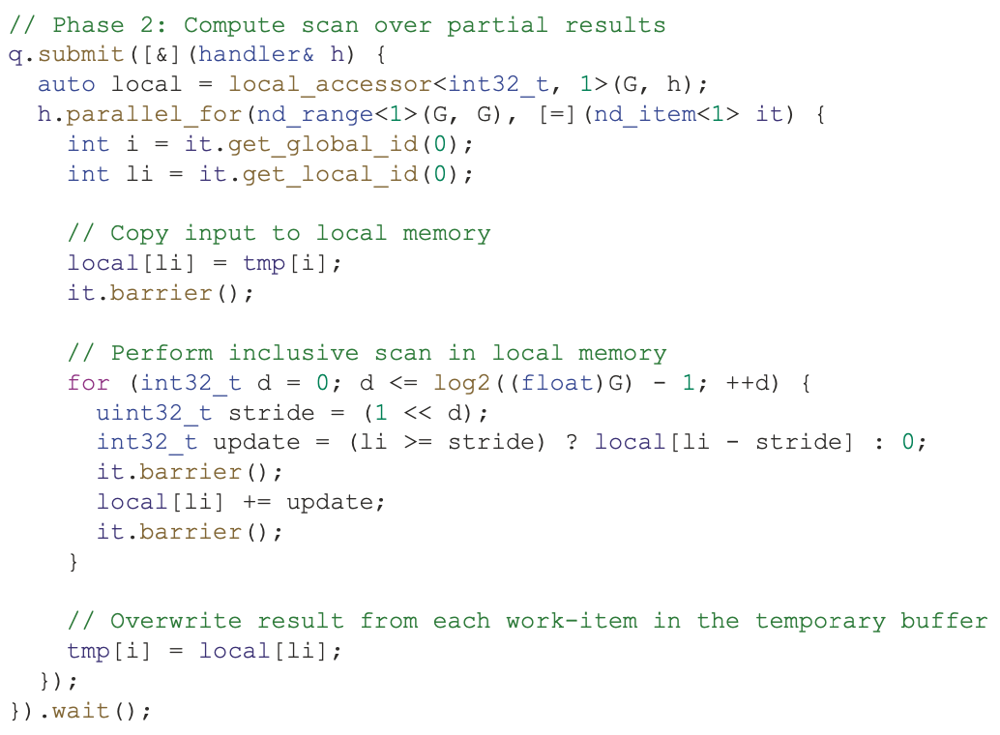 // Phase 2: Compute scan over partial results
q.submit([&](handler& h) {
  auto local = local_accessor<int32_t, 1>(G, h);
  h.parallel_for(nd_range<1>(G, G), [=](nd_item<1> it) {
    int i = it.get_global_id(0);
    int li = it.get_local_id(0);

    // Copy input to local memory
    local[li] = tmp[i];
    it.barrier();

    // Perform inclusive scan in local memory
    for (int32_t d = 0; d <= log2((float)G) - 1; ++d) {
      uint32_t stride = (1 << d);
      int32_t update = (li >= stride) ? local[li - stride] : 0;
      it.barrier();
      local[li] += update;
      it.barrier();
    }

    // Overwrite result from each work-item in the temporary buffer
    tmp[i] = local[li];
  });
}).wait();